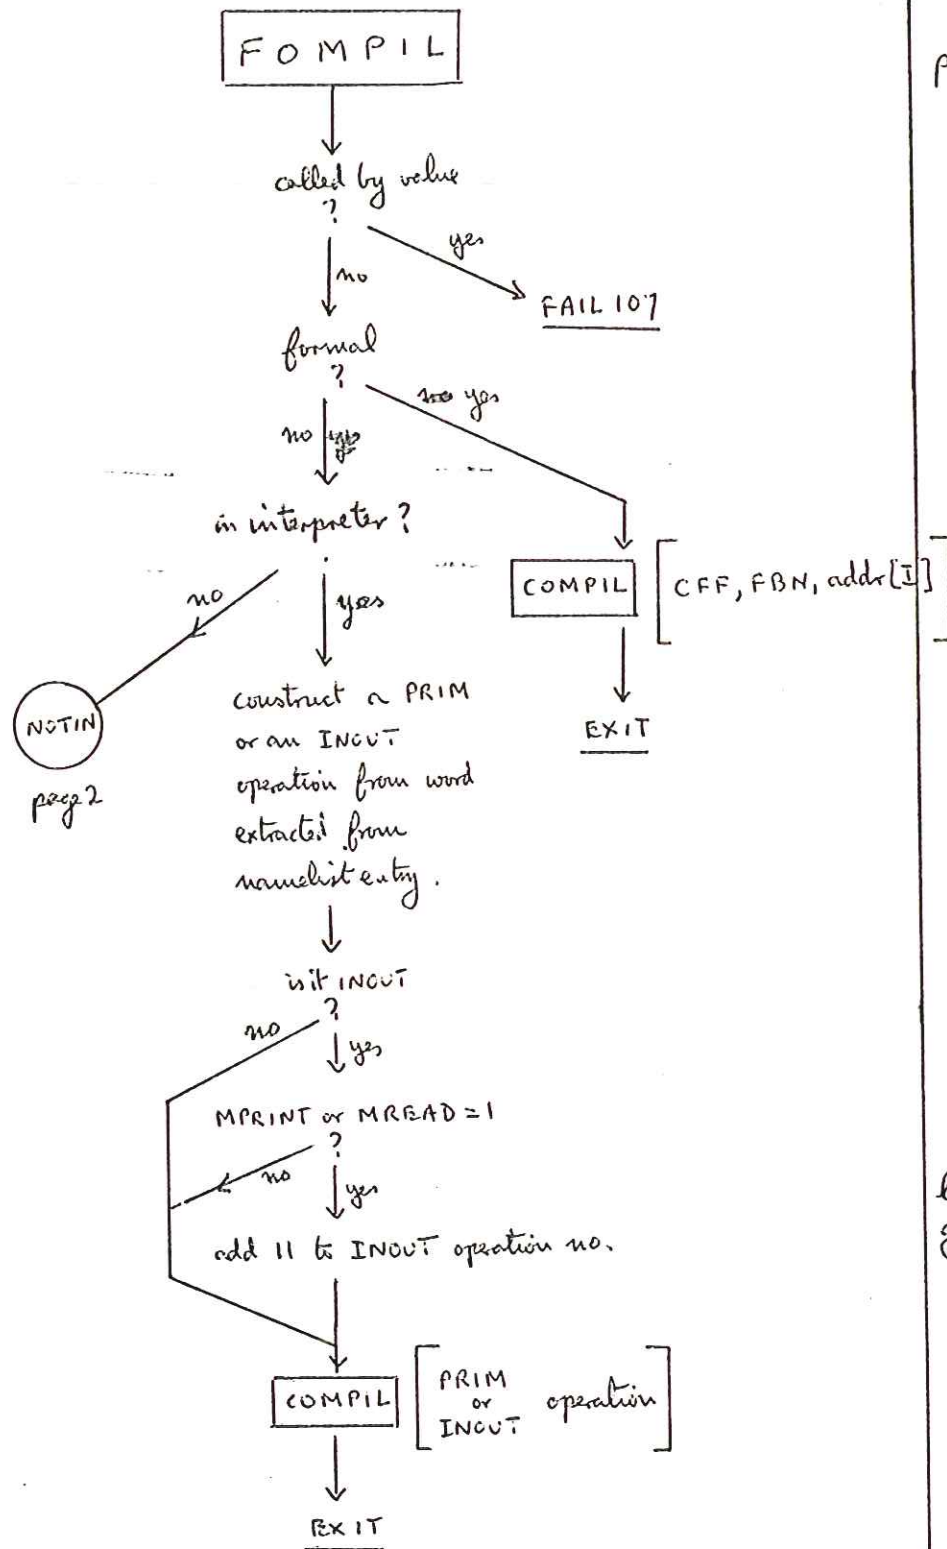 FOMPIL
called by value
?
yes
no
FAIL 107
formal
?
no yes
no yes
in interpreter?
no
yes
COMPIL [CFF, FBN, addr[I]]
EXIT
NOTIN
page 2
construct a PRIM
or an INOUT
operation from word
extracted from
namelist entry.
is it INOUT
?
no
yes
MPRINT or MREAD = 1
?
no
yes
add 11 to INOUT operation no.
COMPIL
[PRIM
or
INOUT operation]
EXIT